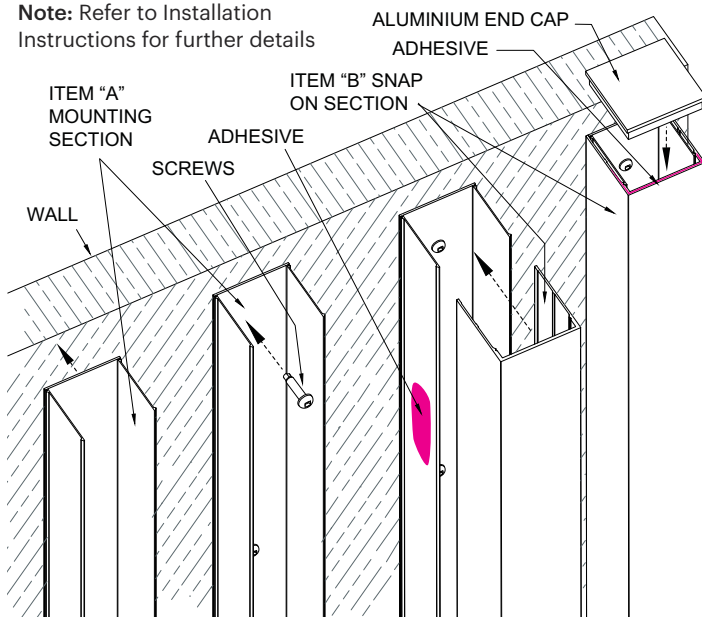 Note: Refer to Installation
Instructions for further details
ALUMINIUM END CAP
ADHESIVE
ITEM “B” SNAP
ON SECTION
ITEM “A”
MOUNTING
SECTION
ADHESIVE
SCREWS
WALL